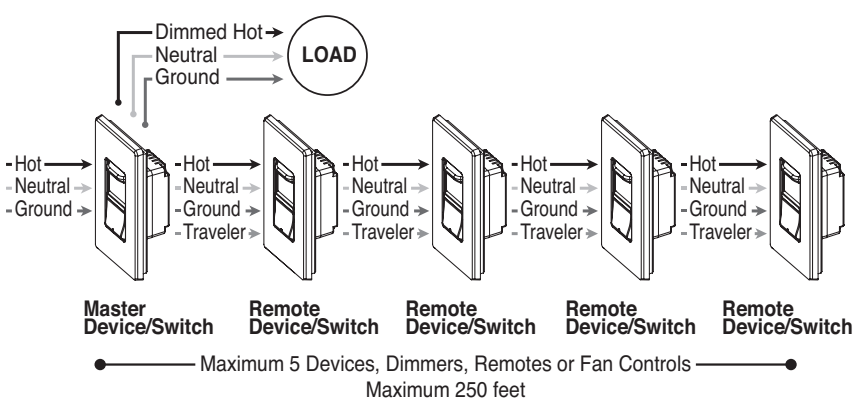 Dimmed Hot
Neutral
Ground
LOAD
Hot
Neutral
Ground
Hot
Neutral
Ground
Traveler
Hot
Neutral
Ground
Traveler
Hot
Neutral
Ground
Traveler
Hot
Neutral
Ground
Traveler
Master
Device/Switch
Remote
Device/Switch
Remote
Device/Switch
Remote
Device/Switch
Remote
Device/Switch
Maximum 5 Devices, Dimmers, Remotes or Fan Controls
Maximum 250 feet